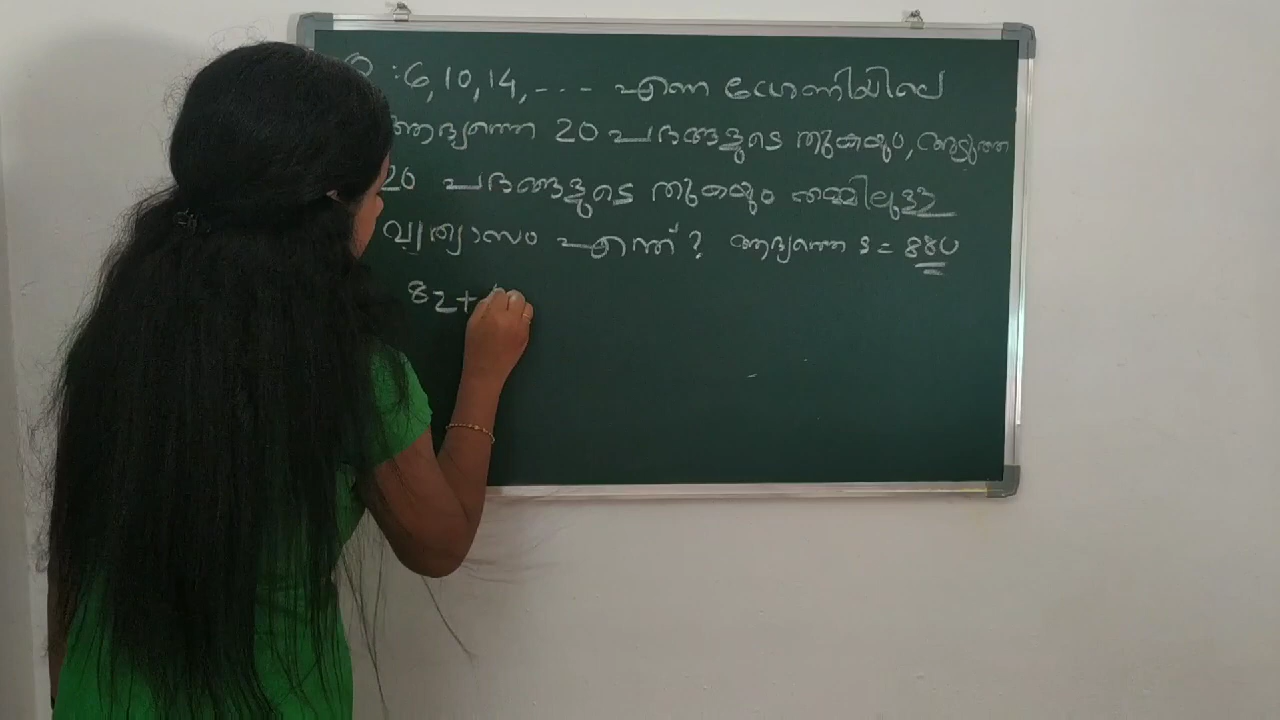 Q :6,10,14,--- എന്ന ശ്രേണിയിലെ
ആദ്യത്തെ 20 പദങ്ങളുടെ തുകയും, അടുത്ത
20 പദങ്ങളുടെ തുകയും തമ്മിലുള്ള
വ്യത്യാസം എന്ത്? ആദ്യത്തെ s = 880
82+